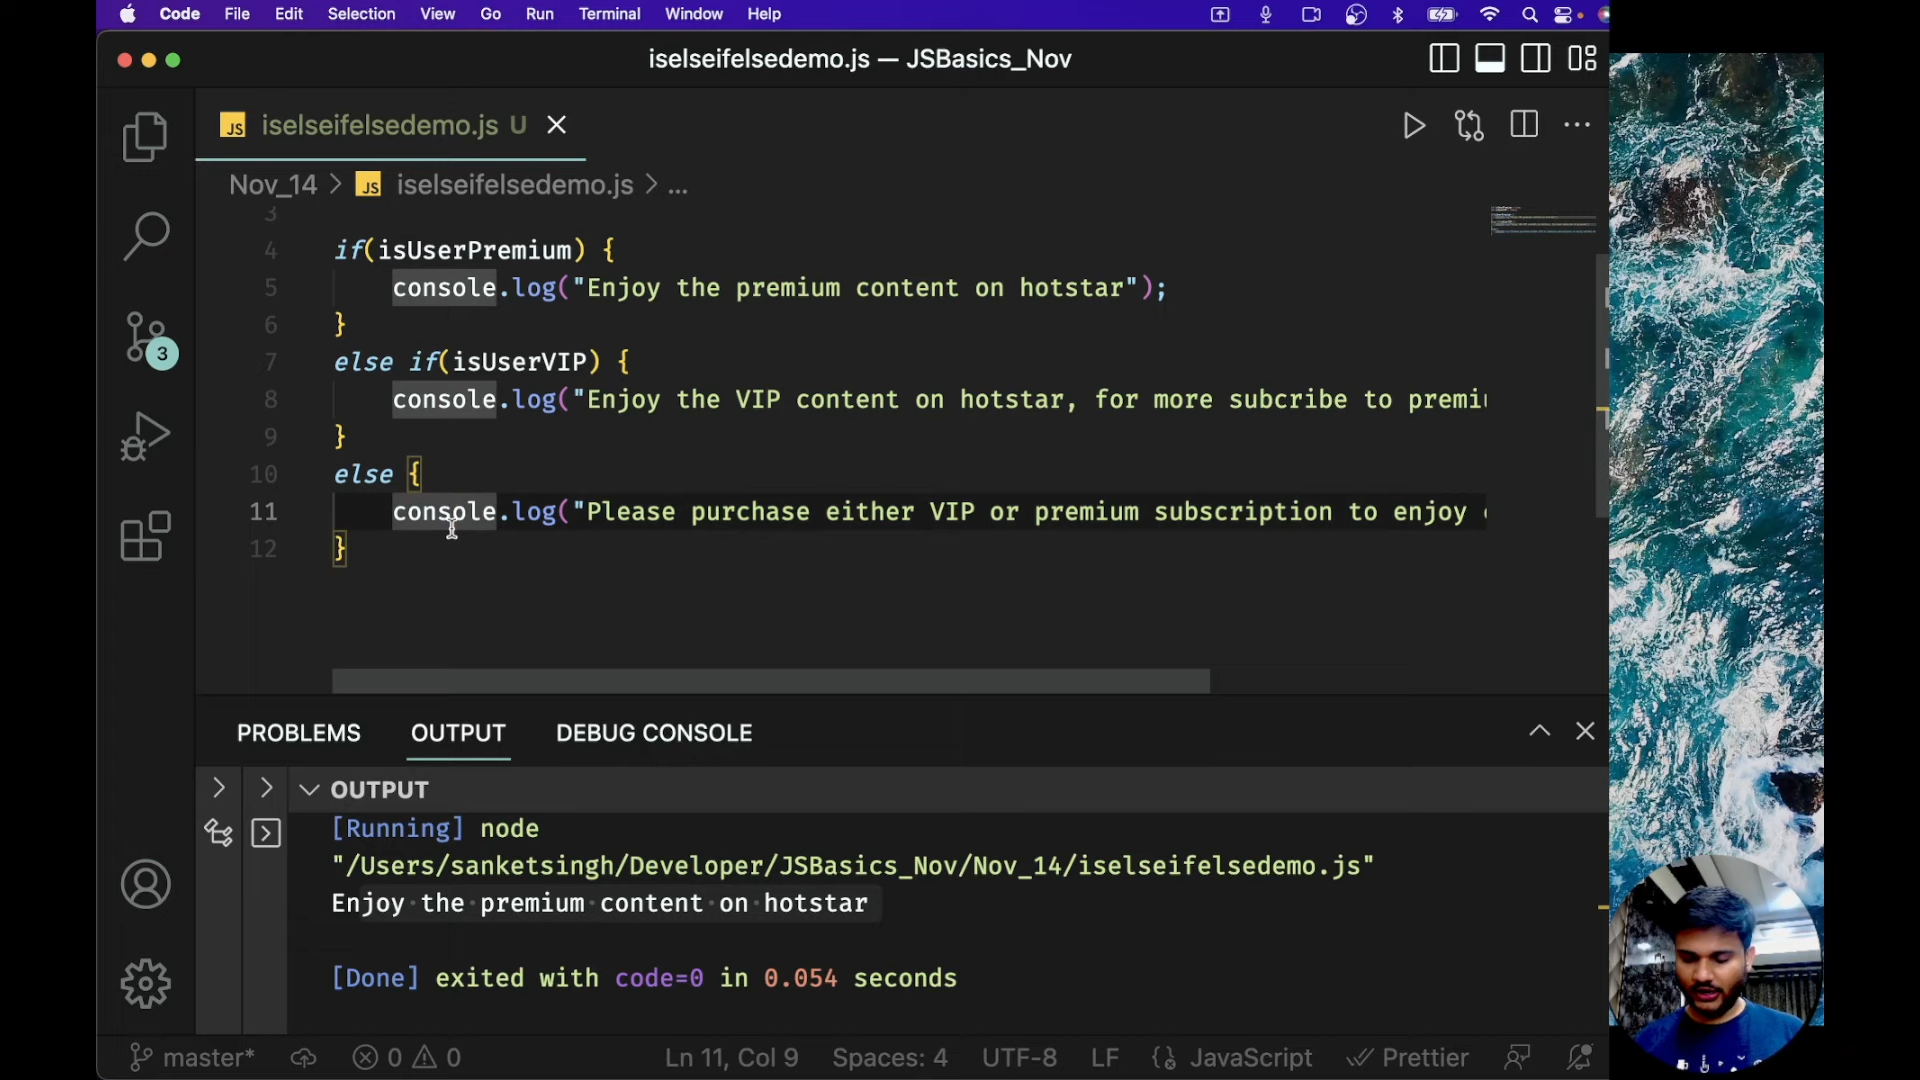 Code File Edit Selection View Go Run Terminal Window Help
iselseifelsedemo.js — JSBasics_Nov
JS iselseifelsedemo.js U
Nov_14 > JS iselseifelsedemo.js > ...
3
4 if(isUserPremium) {
5 console.log("Enjoy the premium content on hotstar");
6 }
7 else if(isUserVIP) {
8 console.log("Enjoy the VIP content on hotstar, for more subcribe to premiu
9 }
10 else {
11 console.log("Please purchase either VIP or premium subscription to enjoy
12 }
3
PROBLEMS OUTPUT DEBUG CONSOLE
OUTPUT
[Running] node
"/Users/sanketsingh/Developer/JSBasics_Nov/Nov_14/iselseifelsedemo.js"
Enjoy the premium content on hotstar
[Done] exited with code=0 in 0.054 seconds
master* 0 0 Ln 11, Col 9 Spaces: 4 UTF-8 LF {} JavaScript Prettier